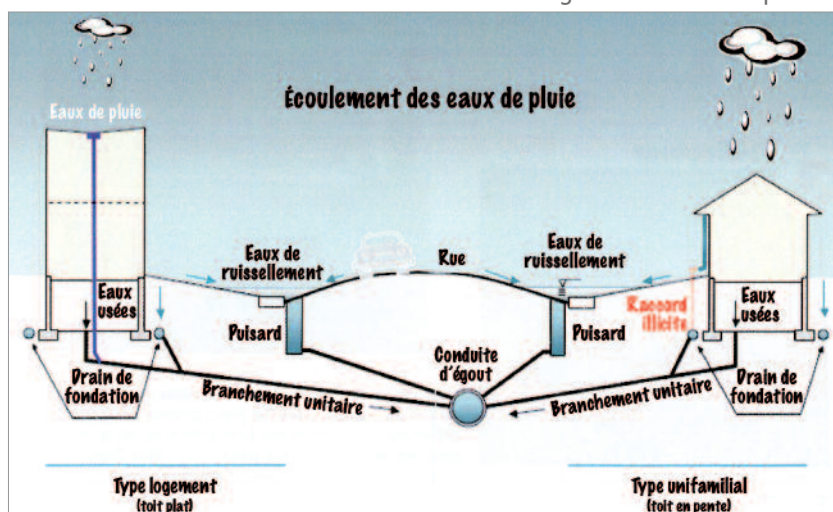 Écoulement des eaux de pluie
Eaux de pluie
Eaux de
ruissellement
Rue
Eaux de
ruissellement
Eaux
usées
Puisard
Raccord
illicite
Puisard
Eaux
usées
Drain de
fondation
Conduite
d'égout
Drain de
fondation
Branchement unitaire
Branchement unitaire
Type logement
(toit plat)
Type unifamilial
(toit en pente)